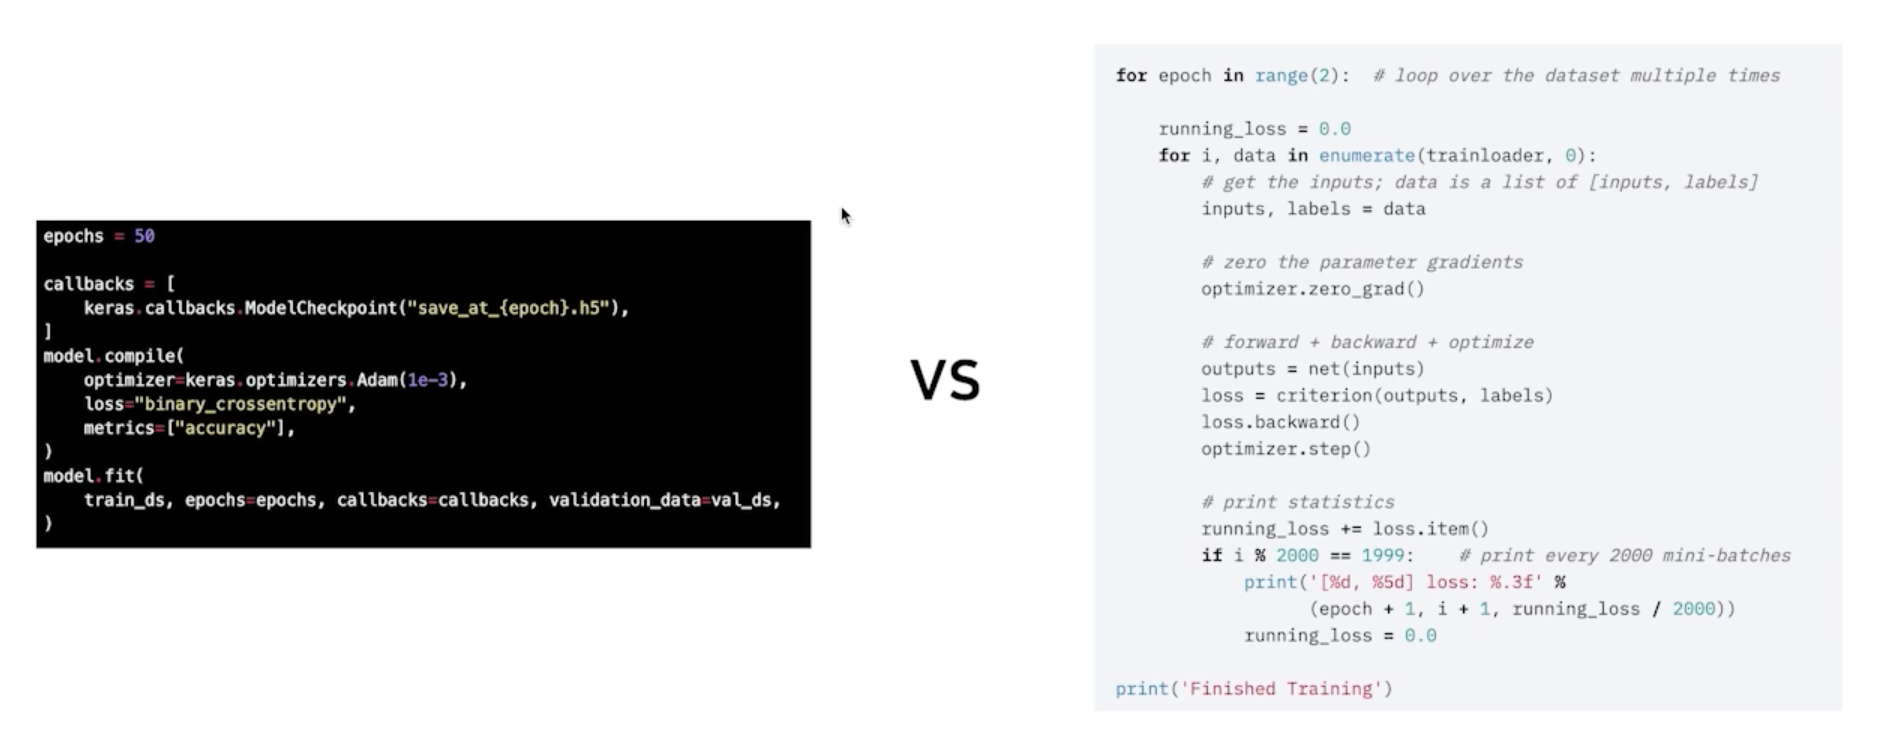 epochs = 50
callbacks = [
    keras.callbacks.ModelCheckpoint("save_at_{epoch}.h5"),
]
model.compile(
    optimizer=keras.optimizers.Adam(1e-3),
    loss="binary_crossentropy",
    metrics=["accuracy"],
)
model.fit(
    train_ds, epochs=epochs, callbacks=callbacks, validation_data=val_ds,
)
VS
for epoch in range(2):  # loop over the dataset multiple times
    running_loss = 0.0
    for i, data in enumerate(trainloader, 0):
        # get the inputs; data is a list of [inputs, labels]
        inputs, labels = data
        # zero the parameter gradients
        optimizer.zero_grad()
        # forward + backward + optimize
        outputs = net(inputs)
        loss = criterion(outputs, labels)
        loss.backward()
        optimizer.step()
        # print statistics
        running_loss += loss.item()
        if i % 2000 == 1999:    # print every 2000 mini-batches
            print('[%d, %5d] loss: %.3f' %
                  (epoch + 1, i + 1, running_loss / 2000))
            running_loss = 0.0
print('Finished Training')